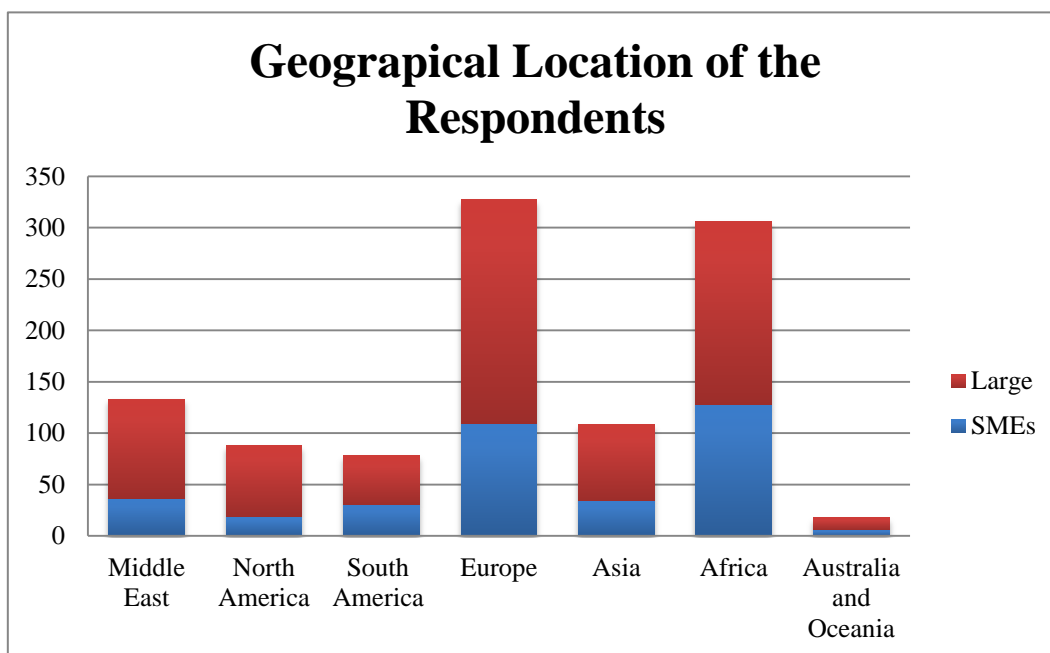 Geograpical Location of the
Respondents
350
300
250
200
150
100
50
0
Large
SMEs
Middle
East
North
America
South
America
Europe
Asia
Africa
Australia
and
Oceania